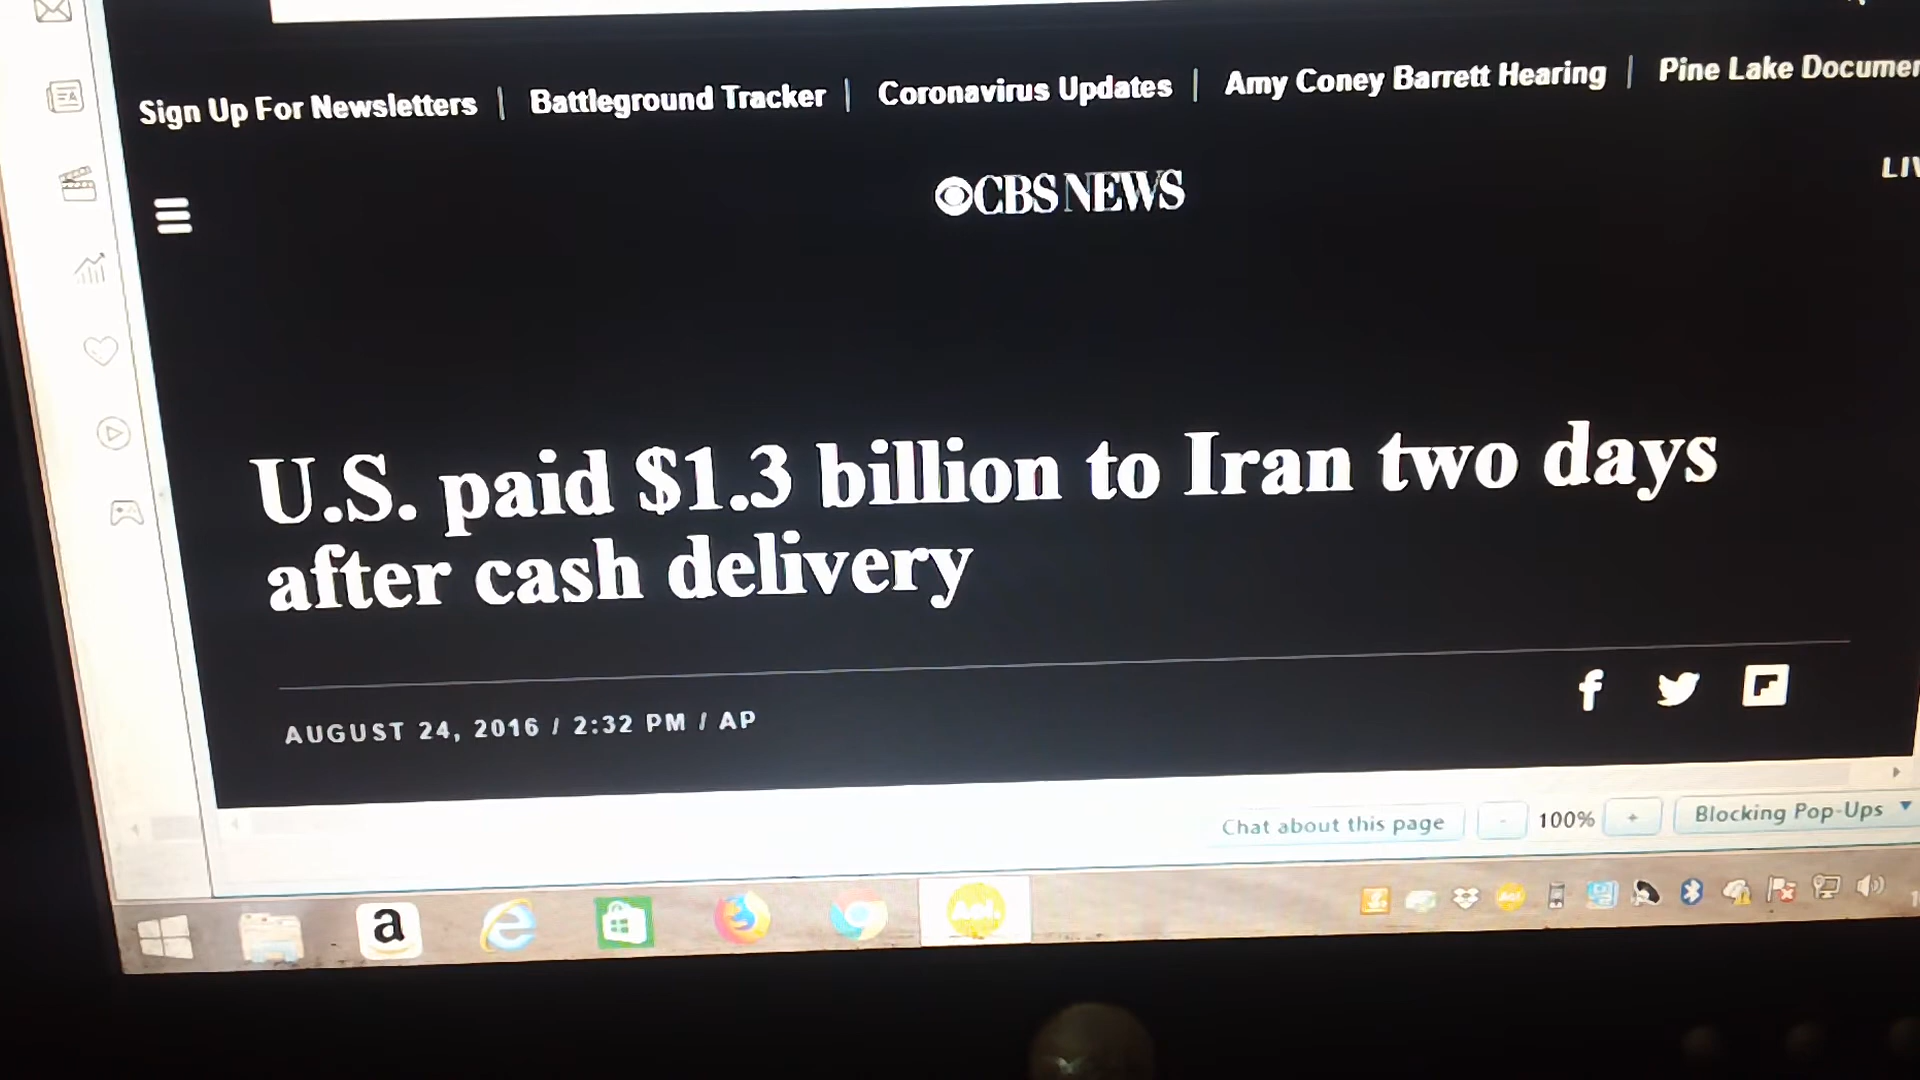 Sign Up For Newsletters | Battleground Tracker | Coronavirus Updates | Amy Coney Barrett Hearing | Pine Lake Documen
LIV
CBS NEWS
U.S. paid $1.3 billion to Iran two days
after cash delivery
AUGUST 24, 2016 / 2:32 PM / AP
Chat about this page - 100% + Blocking Pop-Ups
a
Aol.